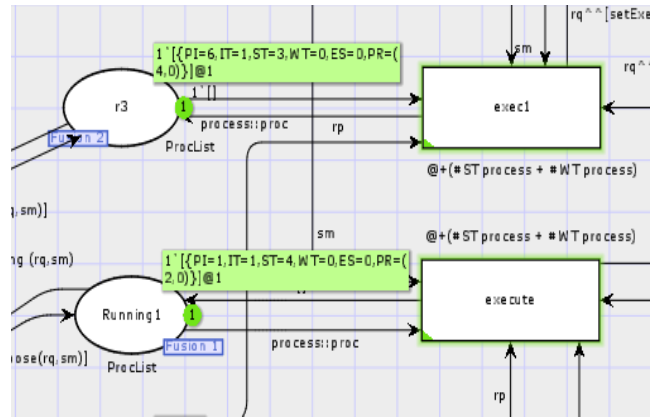 rq^^[setExe
sm
1`[{PI=6,IT=1,ST=3,WT=0,ES=0,PR=(
4,0)}]@1
rq^
1`[]
r3
1
exec1
process::proc
rp
Fusion 2
ProcList
@+(#ST process + #WT process)
q,sm)]
sm
@+(#ST process + #WT process)
ng (rq,sm)
1`[{PI=1,IT=1,ST=4,WT=0,ES=0,PR=(
2,0)}]@1
Running1
1
execute
process::proc
Fusion 1
pose(rq,sm)]
ProcList
rp